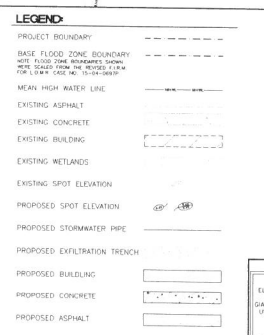 LEGEND:
PROJECT BOUNDARY
BASE FLOOD ZONE BOUNDARY
NOTE: FLOOD ZONE BOUNDARIES SHOWN
WERE SCALED FROM THE REVISED F.I.R.M.
FOR L.O.M.R. CASE NO. 15-04-0697P
MEAN HIGH WATER LINE
EXISTING ASPHALT
EXISTING CONCRETE
EXISTING BUILDING
EXISTING WETLANDS
EXISTING SPOT ELEVATION
PROPOSED SPOT ELEVATION
PROPOSED STORMWATER PIPE
PROPOSED EXFILTRATION TRENCH
PROPOSED BUILDING
PROPOSED CONCRETE
PROPOSED ASPHALT